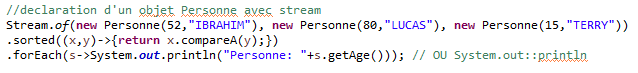 //declaration d'un objet Personne avec stream
Stream.of(new Personne(52,"IBRAHIM"), new Personne(80,"LUCAS"), new Personne(15,"TERRY"))
.sorted((x,y)->{return x.compareA(y);})
.forEach(s->System.out.println("Personne: "+s.getAge())); // OU System.out::println